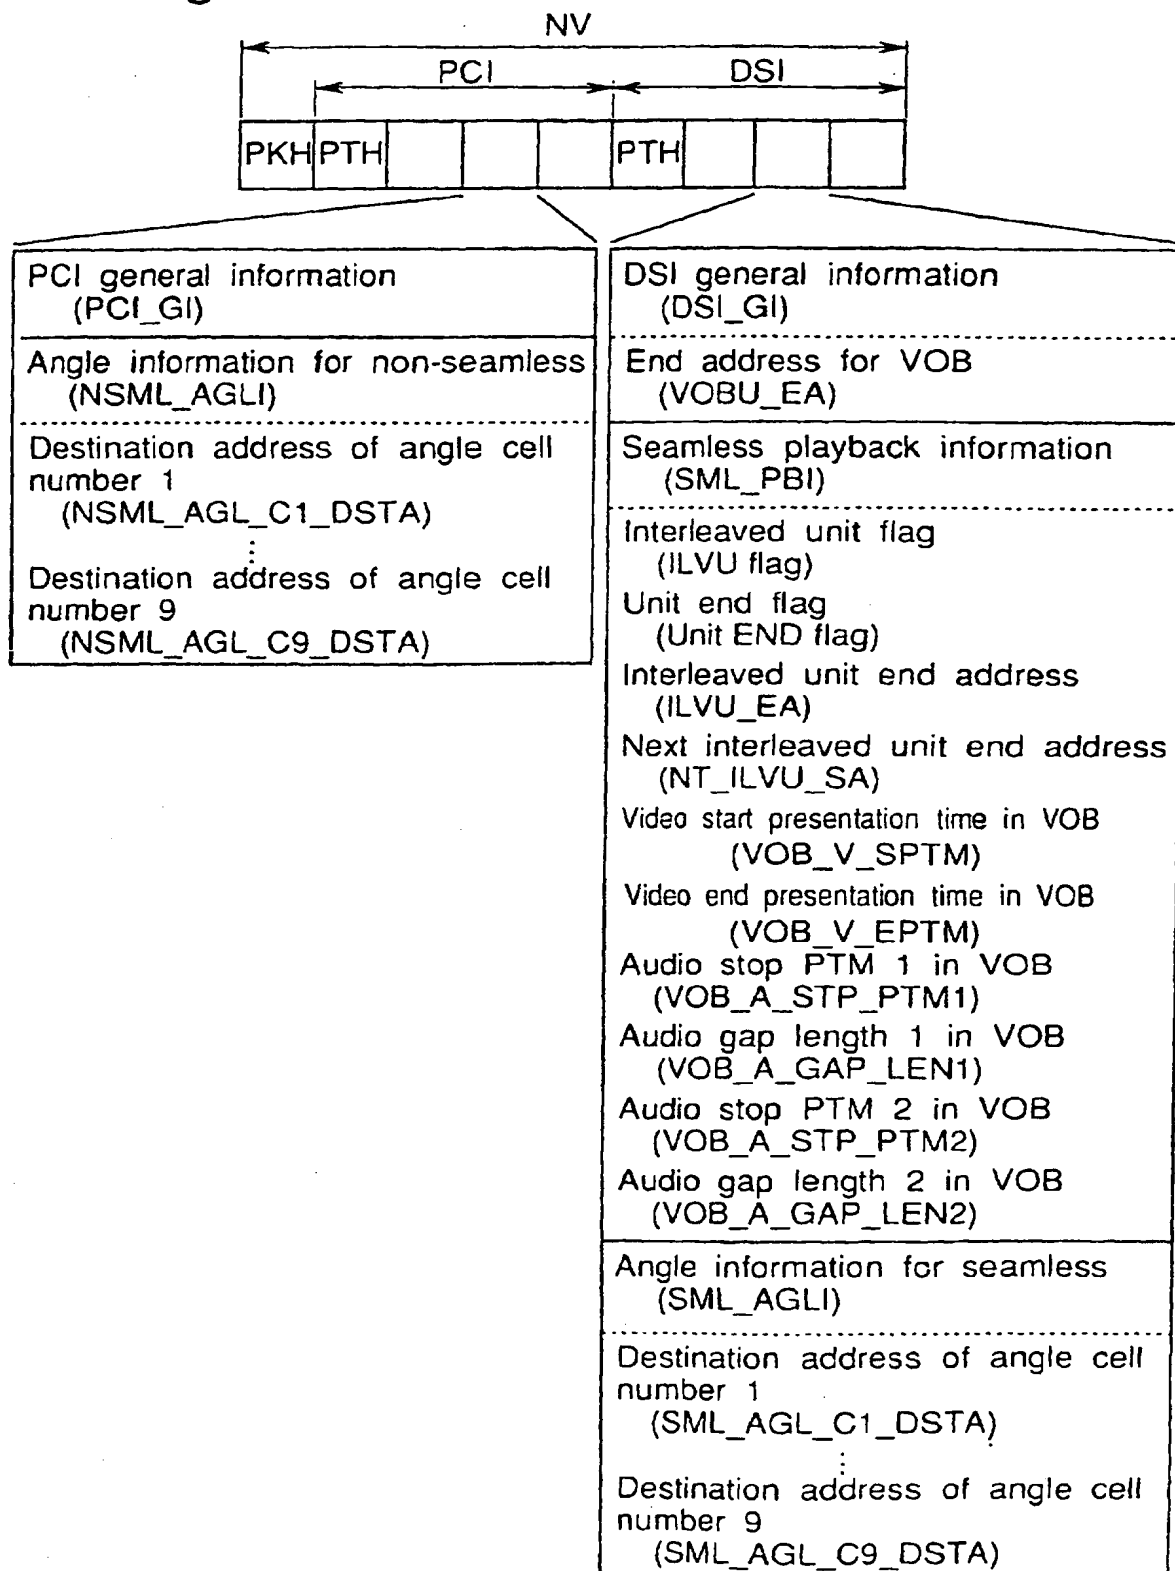 NV
PCI DSI
PKH PTH PTH
PCI general information
(PCI_GI)
Angle information for non-seamless
(NSML_AGLI)
Destination address of angle cell
number 1
(NSML_AGL_C1_DSTA)
⋮
Destination address of angle cell
number 9
(NSML_AGL_C9_DSTA)
DSI general information
(DSI_GI)
End address for VOB
(VOBU_EA)
Seamless playback information
(SML_PBI)
Interleaved unit flag
(ILVU flag)
Unit end flag
(Unit END flag)
Interleaved unit end address
(ILVU_EA)
Next interleaved unit end address
(NT_ILVU_SA)
Video start presentation time in VOB
(VOB_V_SPTM)
Video end presentation time in VOB
(VOB_V_EPTM)
Audio stop PTM 1 in VOB
(VOB_A_STP_PTM1)
Audio gap length 1 in VOB
(VOB_A_GAP_LEN1)
Audio stop PTM 2 in VOB
(VOB_A_STP_PTM2)
Audio gap length 2 in VOB
(VOB_A_GAP_LEN2)
Angle information for seamless
(SML_AGLI)
Destination address of angle cell
number 1
(SML_AGL_C1_DSTA)
⋮
Destination address of angle cell
number 9
(SML_AGL_C9_DSTA)